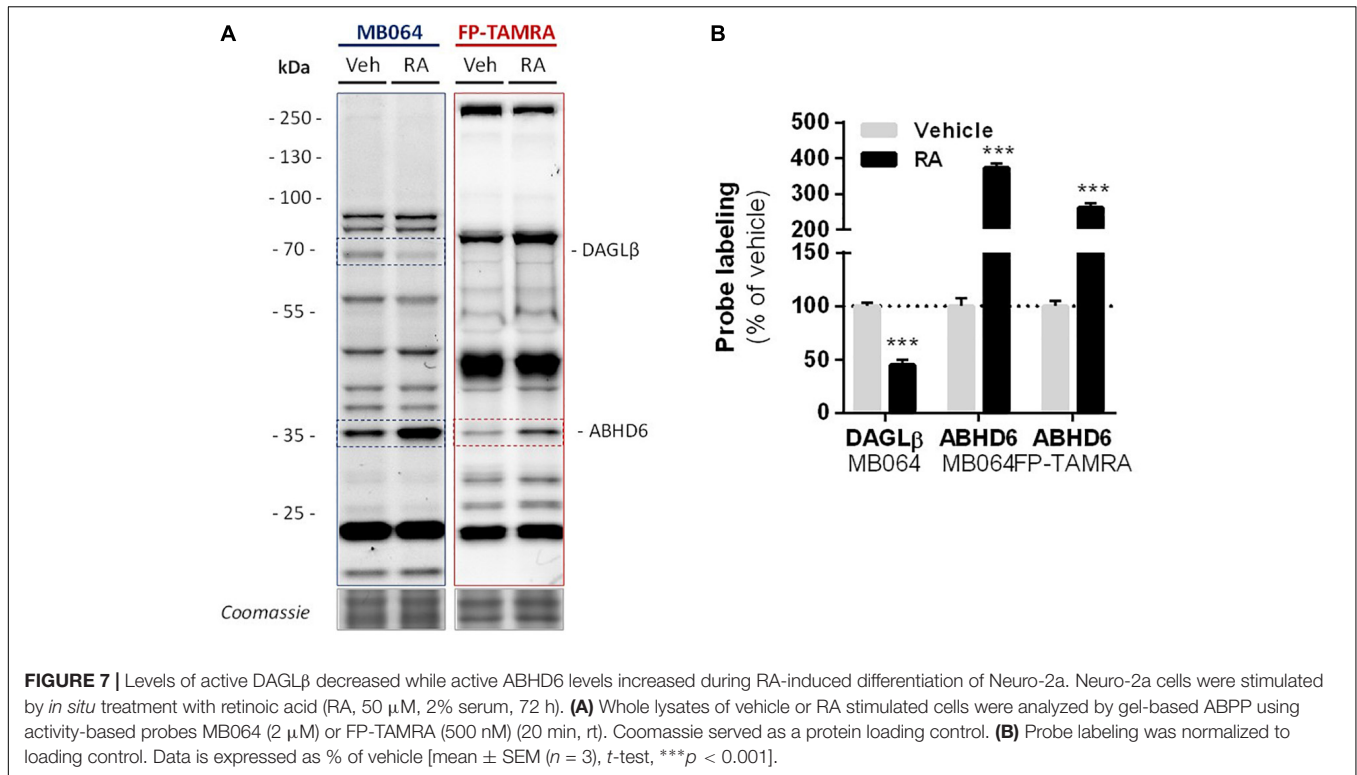 A
MB064 FP-TAMRA
kDa Veh RA Veh RA
- 250 -
- 130 -
- 100 -
- 70 -
- DAGLβ
- 55 -
- 35 -
- ABHD6
- 25 -
Coomassie
B
Probe labeling
(% of vehicle)
500
400
300
200
150
100
50
0
Vehicle
RA
***
***
***
DAGLβ ABHD6 ABHD6
MB064 MB064FP-TAMRA
FIGURE 7 | Levels of active DAGLβ decreased while active ABHD6 levels increased during RA-induced differentiation of Neuro-2a. Neuro-2a cells were stimulated
by in situ treatment with retinoic acid (RA, 50 μM, 2% serum, 72 h). (A) Whole lysates of vehicle or RA stimulated cells were analyzed by gel-based ABPP using
activity-based probes MB064 (2 μM) or FP-TAMRA (500 nM) (20 min, rt). Coomassie served as a protein loading control. (B) Probe labeling was normalized to
loading control. Data is expressed as % of vehicle [mean ± SEM (n = 3), t-test, ***p < 0.001].